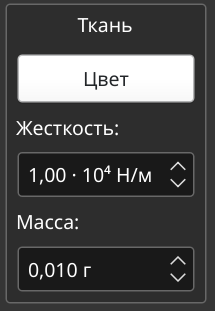 Ткань
Цвет
Жесткость:
1,00 · 10⁴ Н/м
Масса:
0,010 г